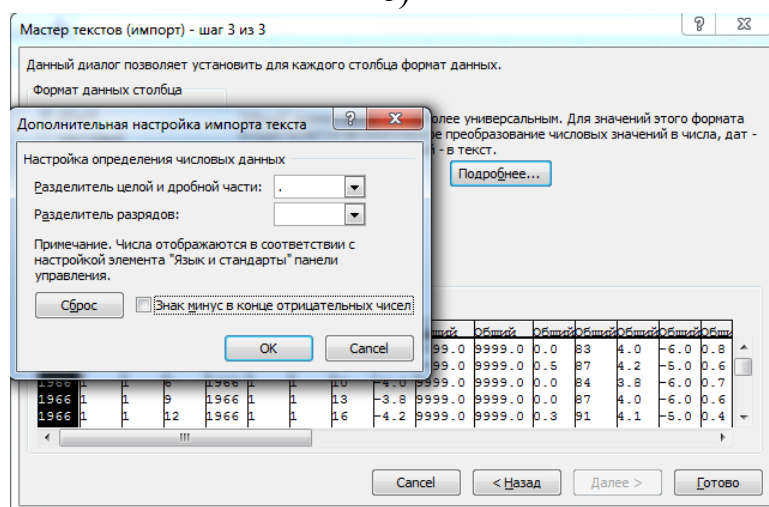 Мастер текстов (импорт) - шаг 3 из 3
Данный диалог позволяет установить для каждого столбца формат данных.
Формат данных столбца
Дополнительная настройка импорта текста
универсальным. Для значений этого формата
преобразование числовых значений в числа, дат -
- в текст.
Подробнее...
Настройка определения числовых данных
Разделитель целой и дробной части: .
Разделитель разрядов:
Примечание. Числа отображаются в соответствии с
настройкой элемента "Язык и стандарты" панели
управления.
Сброс
Знак минус в конце отрицательных чисел
OK
Cancel
Общий Общий Общий Общий Общий
99.0 9999.0 0.0 83 4.0 -6.0 0.8
99.0 9999.0 0.5 87 4.2 -5.0 0.6
1966 1 1 6 1966 1 1 10 -4.0 9999.0 9999.0 0.0 84 3.8 -6.0 0.7
1966 1 1 9 1966 1 1 13 -3.8 9999.0 9999.0 0.0 87 4.0 -6.0 0.6
1966 1 1 12 1966 1 1 16 -4.2 9999.0 9999.0 0.3 91 4.1 -5.0 0.4
Cancel
< Назад
Далее >
Готово